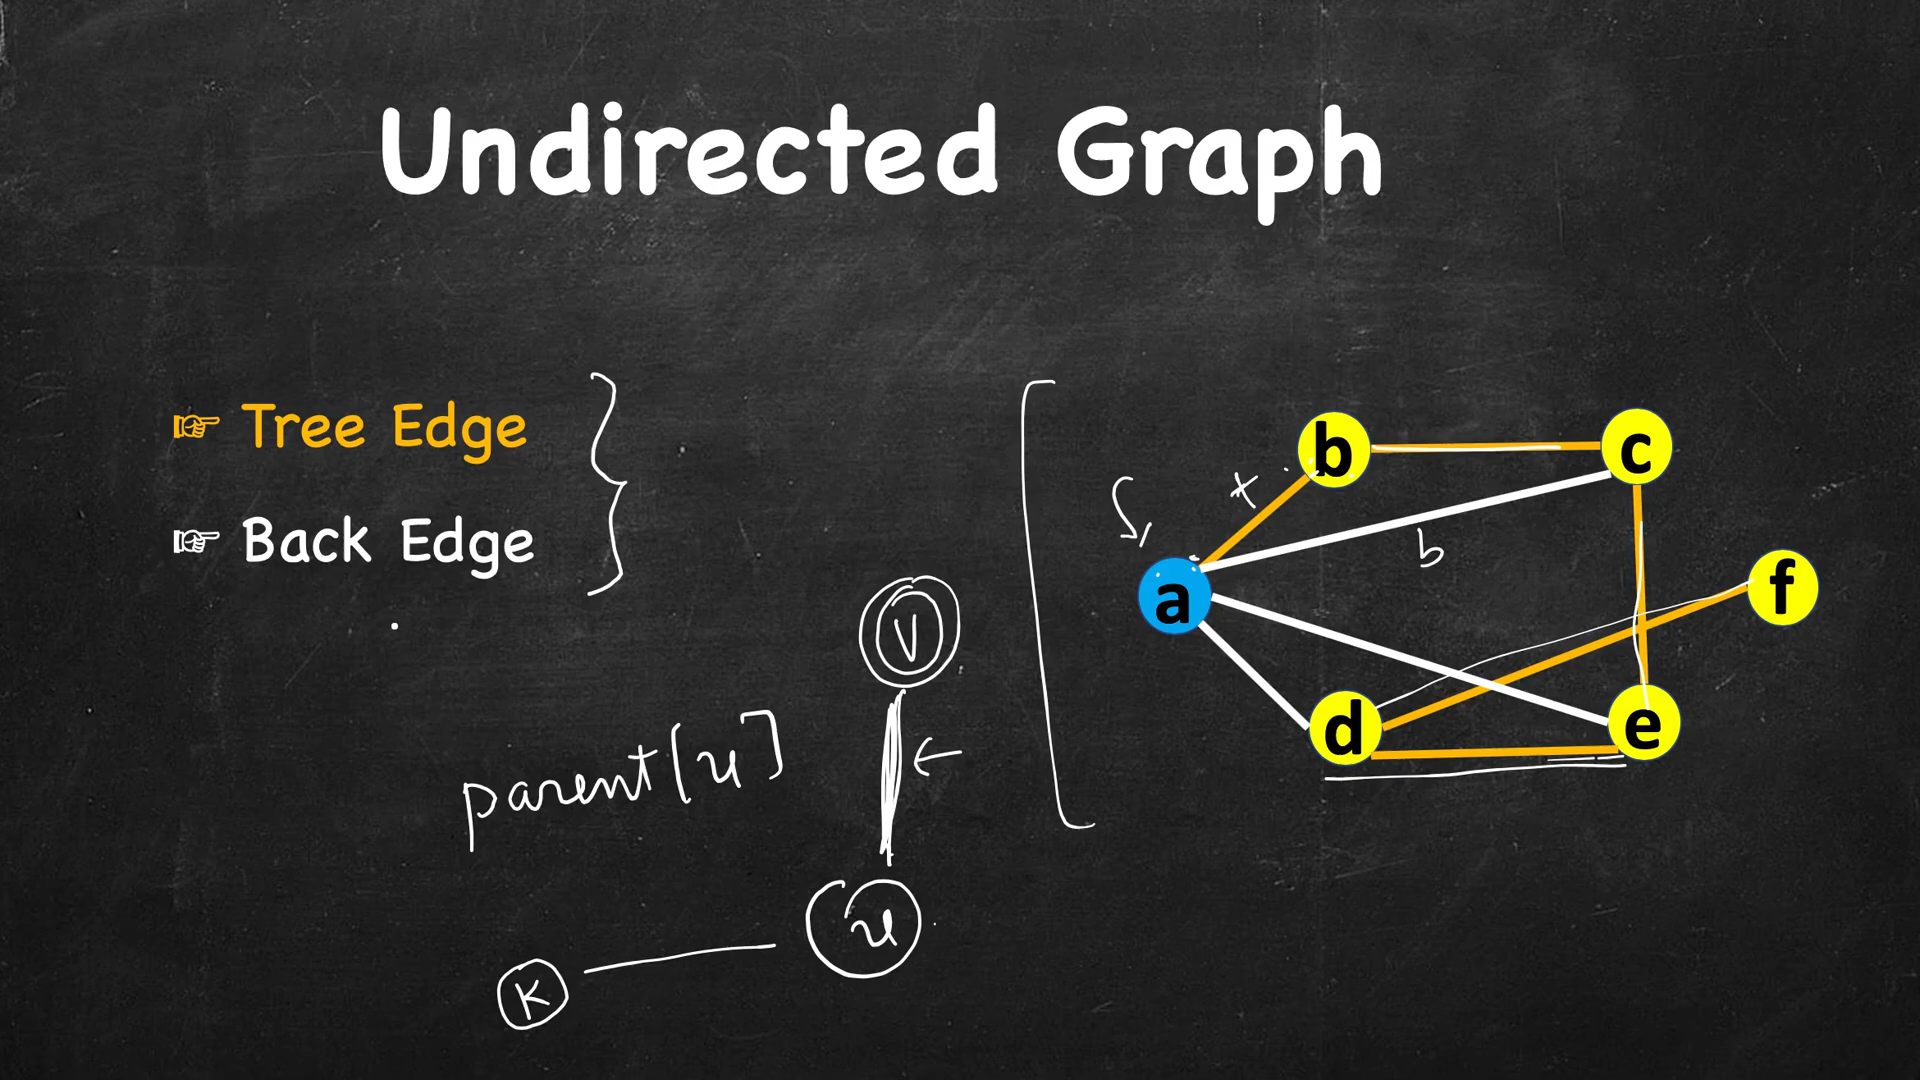 Undirected Graph
☞ Tree Edge
☞ Back Edge
b
c
b
a
f
V
d
e
parent[u]
u
K